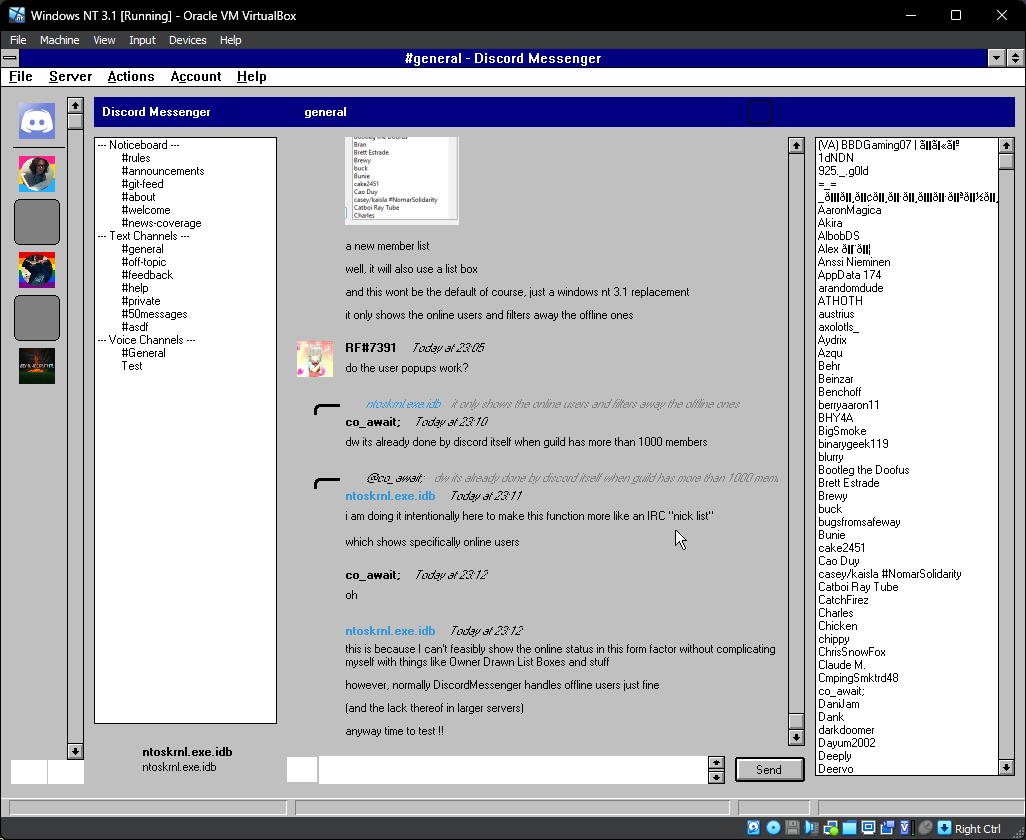 Windows NT 3.1 [Running] - Oracle VM VirtualBox
File Machine View Input Devices Help
#general - Discord Messenger
File Server Actions Account Help
Discord Messenger
general
--- Noticeboard ---
#rules
#announcements
#git-feed
#about
#welcome
#news-coverage
--- Text Channels ---
#general
#off-topic
#feedback
#help
#private
#50messages
#asdf
--- Voice Channels ---
#General
Test
ntoskrnl.exe.idb
ntoskrnl.exe.idb
Bootleg the Doofus
Bran
Brett Estrade
Brewy
buck
Bunie
cake2451
Cao Duy
casey/kaisla #NomarSolidarity
Catboi Ray Tube
Charles
a new member list
well, it will also use a list box
and this wont be the default of course, just a windows nt 3.1 replacement
it only shows the online users and filters away the offline ones
RF#7391 Today at 23:05
do the user popups work?
ntoskrnl.exe.idb it only shows the online users and filters away the offline ones
co_await; Today at 23:10
dw its already done by discord itself when guild has more than 1000 members
@co_await; dw its already done by discord itself when guild has more than 1000 mem
ntoskrnl.exe.idb Today at 23:11
i am doing it intentionally here to make this function more like an IRC "nick list"
which shows specifically online users
co_await; Today at 23:12
oh
ntoskrnl.exe.idb Today at 23:12
this is because I can't feasibly show the online status in this form factor without complicating
myself with things like Owner Drawn List Boxes and stuff
however, normally DiscordMessenger handles offline users just fine
(and the lack thereof in larger servers)
anyway time to test !!
Send
(VA) BBDGaming07 |
1dNDN
925._.g0ld
=_=
AaronMagica
Akira
AlbobDS
Alex
Anssi Nieminen
AppData 174
arandomdude
ATHOTH
austrius
axolotls_
Aydrix
Azqu
Behr
Beinzar
Benchoff
berryaaron11
BHY4A
BigSmoke
binarygeek119
blurry
Bootleg the Doofus
Brett Estrade
Brewy
buck
bugsfromsafeway
Bunie
cake2451
Cao Duy
casey/kaisla #NomarSolidarity
Catboi Ray Tube
CatchFirez
Charles
Chicken
chippy
ChrisSnowFox
Claude M.
CmpingSmktrd48
co_await;
DaniJam
Dank
darkdoomer
Dayum2002
Deeply
Deervo
Right Ctrl